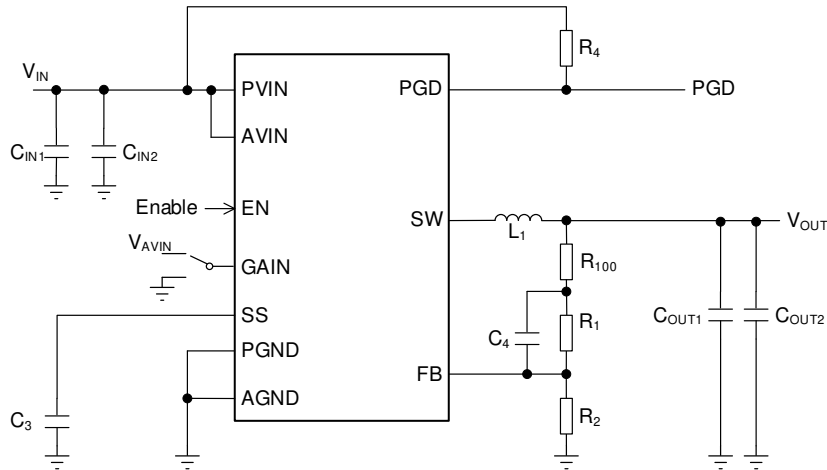 R4
VIN
PVIN
PGD
PGD
AVIN
CIN1
CIN2
Enable
EN
SW
L1
VOUT
VAVIN
GAIN
R100
SS
COUT1
COUT2
C4
R1
PGND
FB
AGND
C3
R2